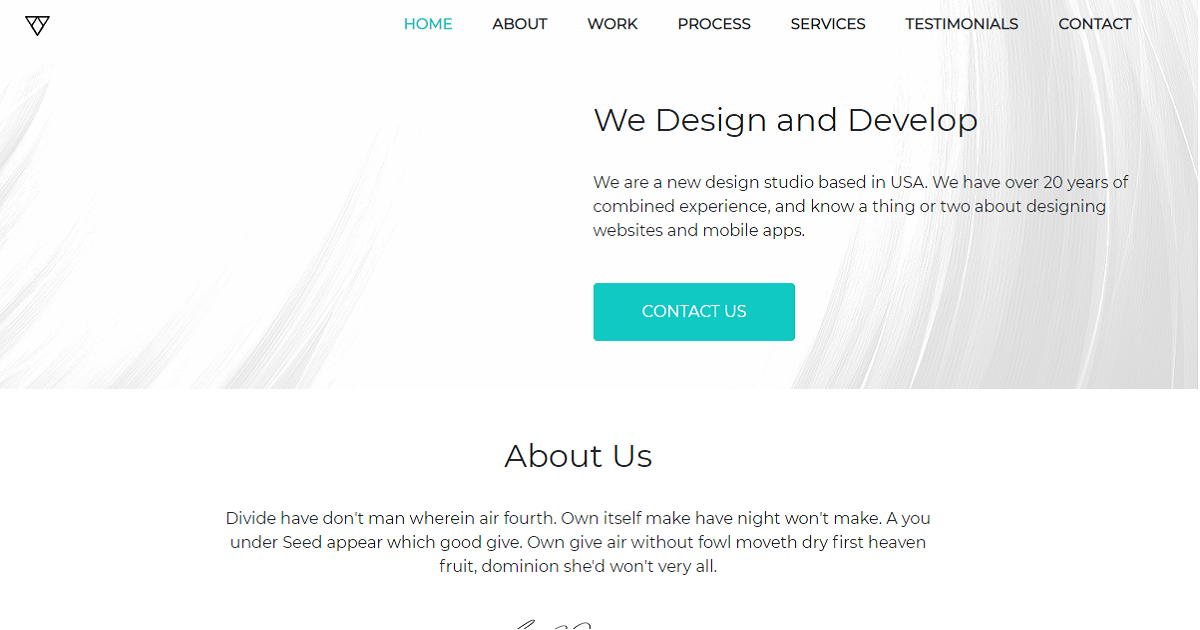 HOME ABOUT WORK PROCESS SERVICES TESTIMONIALS CONTACT
We Design and Develop
We are a new design studio based in USA. We have over 20 years of
combined experience, and know a thing or two about designing
websites and mobile apps.
CONTACT US
About Us
Divide have don't man wherein air fourth. Own itself make have night won't make. A you
under Seed appear which good give. Own give air without fowl moveth dry first heaven
fruit, dominion she'd won't very all.